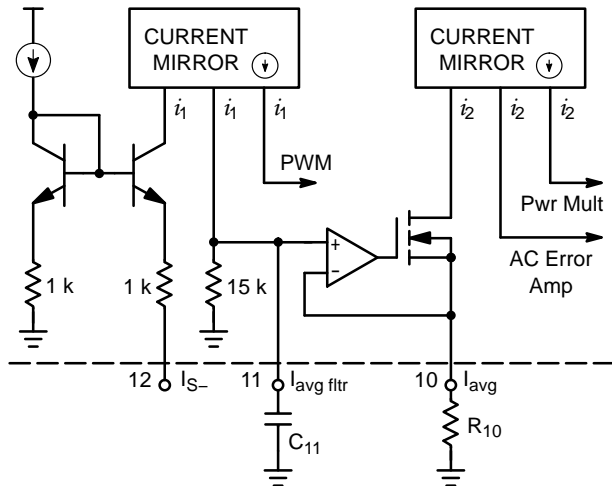 CURRENT
MIRROR
CURRENT
MIRROR
i1
i1
i1
i2
i2
i2
PWM
Pwr Mult
AC Error
Amp
+
−
1 k
1 k
15 k
12
IS−
11
Iavg fltr
10
Iavg
C11
R10